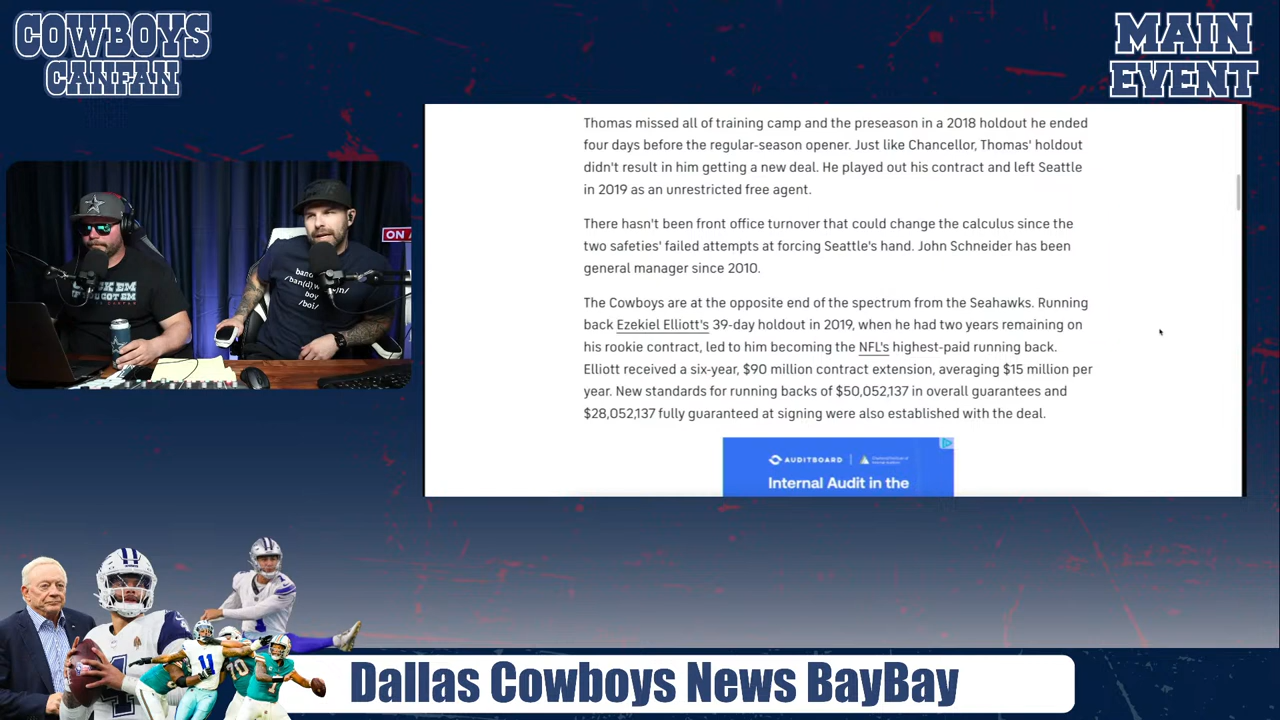 COWBOYS
CANFAN
MAIN
EVENT
Thomas missed all of training camp and the preseason in a 2018 holdout he ended
four days before the regular-season opener. Just like Chancellor, Thomas' holdout
didn't result in him getting a new deal. He played out his contract and left Seattle
in 2019 as an unrestricted free agent.
There hasn't been front office turnover that could change the calculus since the
two safeties' failed attempts at forcing Seattle's hand. John Schneider has been
general manager since 2010.
The Cowboys are at the opposite end of the spectrum from the Seahawks. Running
back Ezekiel Elliott's 39-day holdout in 2019, when he had two years remaining on
his rookie contract, led to him becoming the NFL's highest-paid running back.
Elliott received a six-year, $90 million contract extension, averaging $15 million per
year. New standards for running backs of $50,052,137 in overall guarantees and
$28,052,137 fully guaranteed at signing were also established with the deal.
AUDITBOARD
Internal Audit in the
ON
boy
/boi/
GOT EM
4
11
10
1
Dallas Cowboys News BayBay